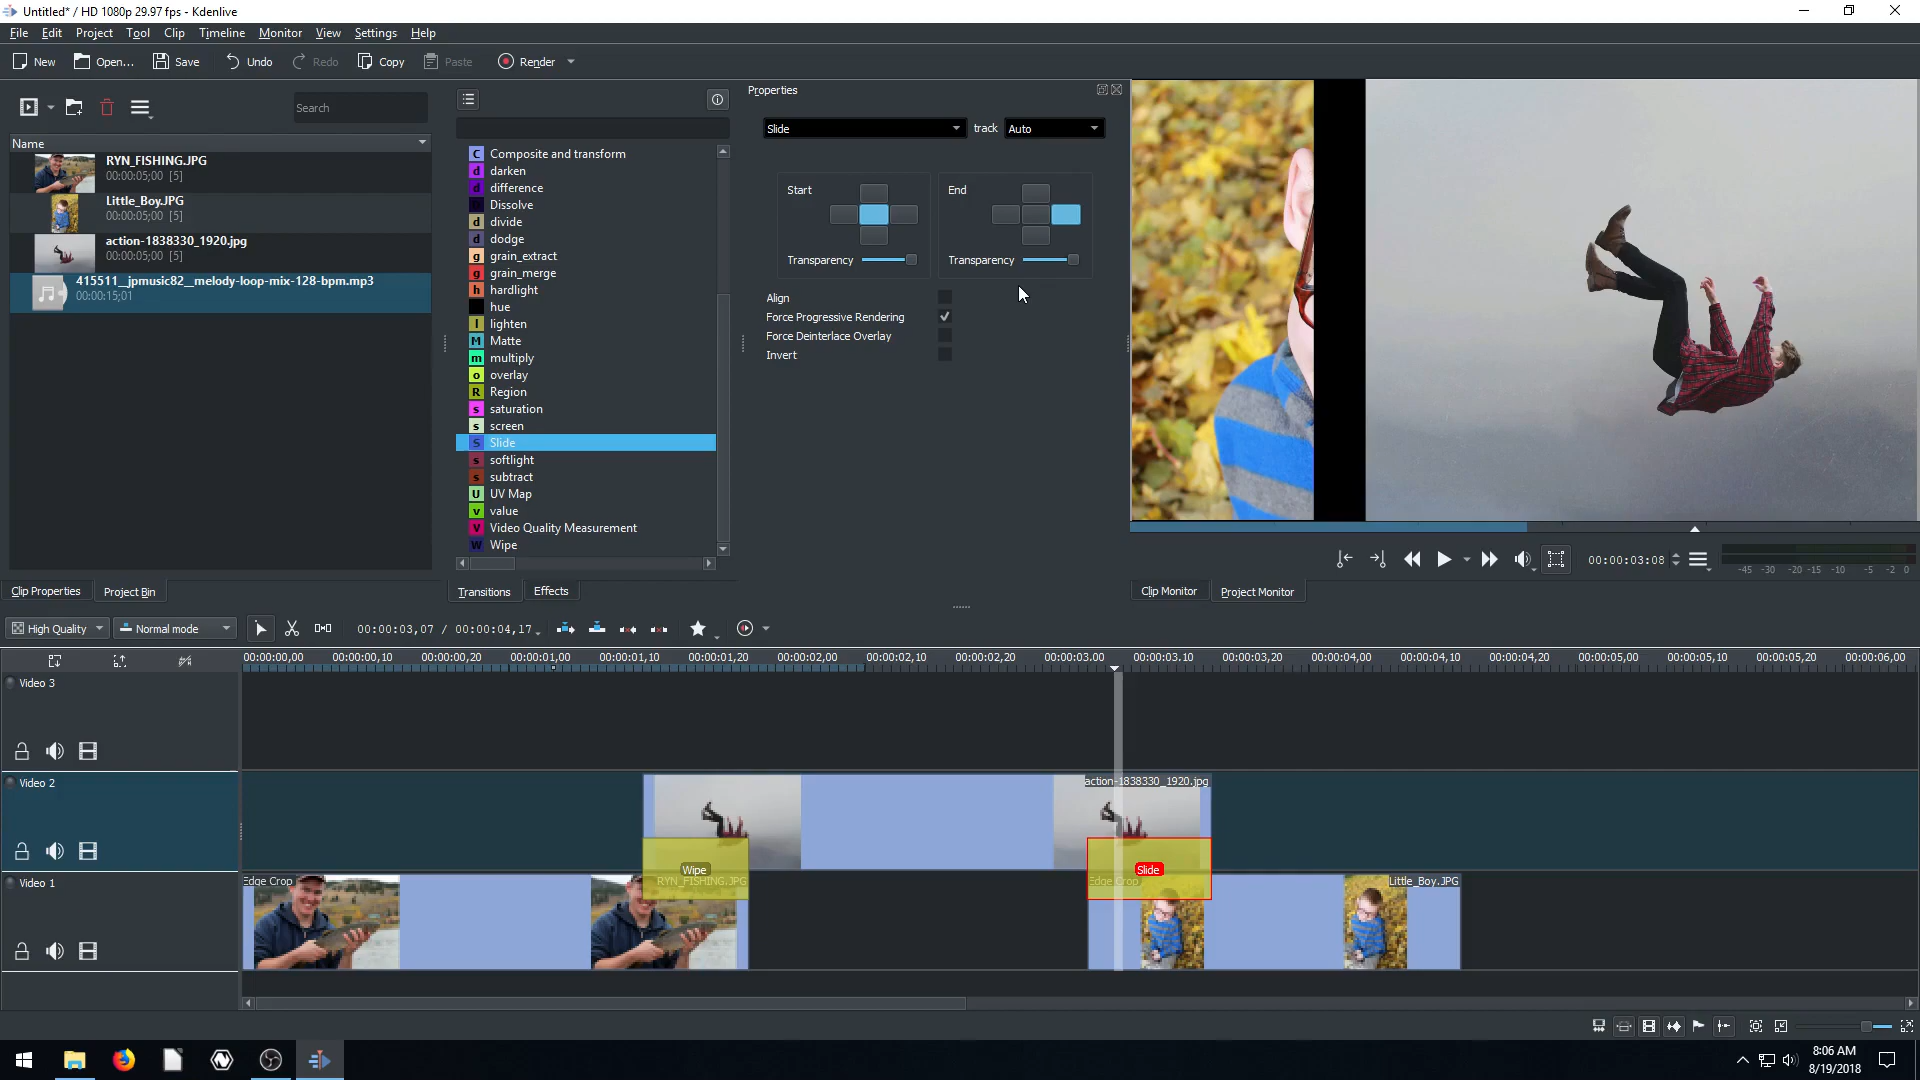 Untitled* / HD 1080p 29.97 fps - Kdenlive
File Edit Project Tool Clip Timeline Monitor View Settings Help
New Open... Save Undo Redo Copy Paste Render
Search
Name
RYN_FISHING.JPG
00:00:05;00 [5]
Little_Boy.JPG
00:00:05;00 [5]
action-1838330_1920.jpg
00:00:05;00 [5]
415511__jpmusic82__melody-loop-mix-128-bpm.mp3
00:00:15;01
Clip Properties Project Bin
C Composite and transform
d darken
d difference
Dissolve
d divide
d dodge
g grain_extract
g grain_merge
h hardlight
hue
l lighten
M Matte
m multiply
o overlay
R Region
s saturation
s screen
S Slide
s softlight
s subtract
U UV Map
v value
V Video Quality Measurement
W Wipe
Transitions Effects
Properties
Slide track Auto
Start End
Transparency Transparency
Align
Force Progressive Rendering
Force Deinterlace Overlay
Invert
00:00:03:08
-45 -30 -20 -15 -10 -5 -2 0
Clip Monitor Project Monitor
High Quality Normal mode 00:00:03,07 / 00:00:04,17
00:00:00,00 00:00:00,10 00:00:00,20 00:00:01,00 00:00:01,10 00:00:01,20 00:00:02,00 00:00:02,10 00:00:02,20 00:00:03,00 00:00:03,10 00:00:03,20 00:00:04,00 00:00:04,10 00:00:04,20 00:00:05,00 00:00:05,10 00:00:05,20 00:00:06,00
Video 3
Video 2
action-1838330_1920.jpg
Wipe
Slide
Video 1
Edge Crop
RYN_FISHING.JPG
Edge Crop
Little_Boy.JPG
8:06 AM
8/19/2018